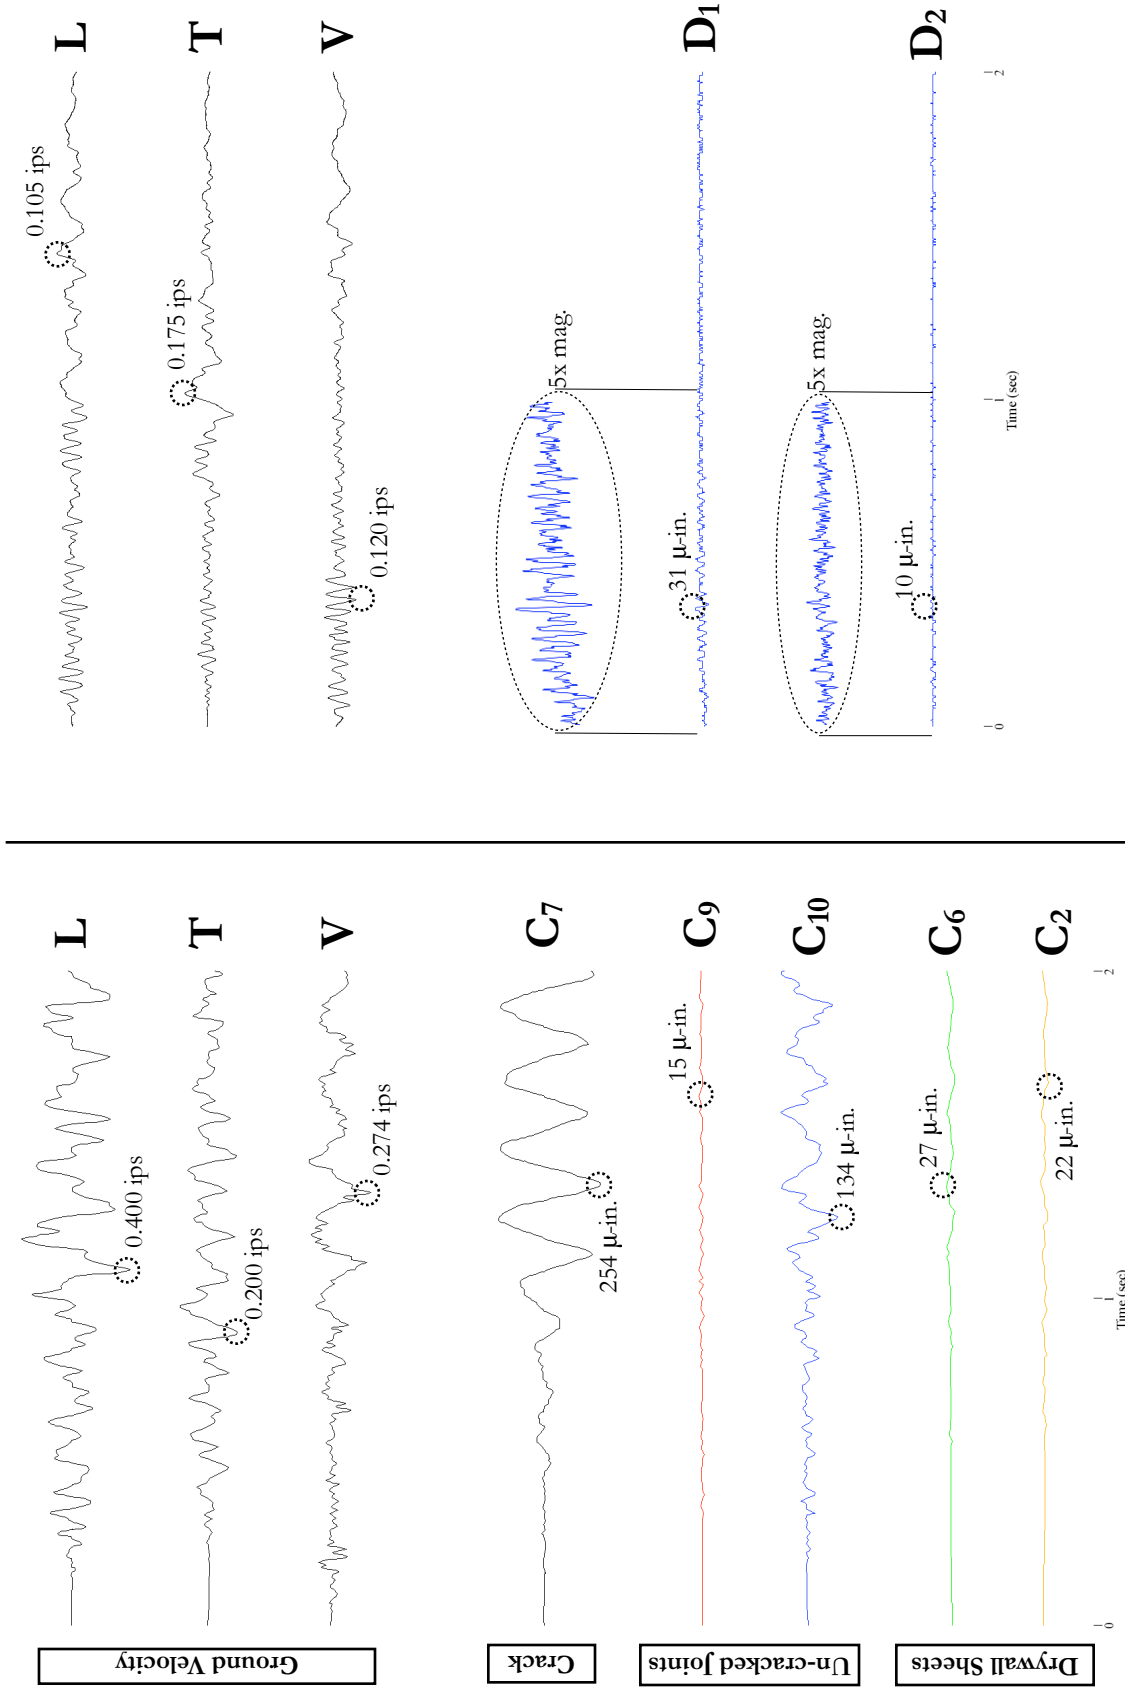 Ground Velocity
L
0.400 ips
T
0.200 ips
V
0.274 ips
Crack
C7
254 µ-in.
Un-cracked Joints
C9
15 µ-in.
C10
134 µ-in.
Drywall Sheets
C6
27 µ-in.
C2
22 µ-in.
0
1
2
Time (sec)
L
0.105 ips
T
0.175 ips
V
0.120 ips
5x mag.
D1
31 µ-in.
5x mag.
D2
10 µ-in.
0
1
2
Time (sec)